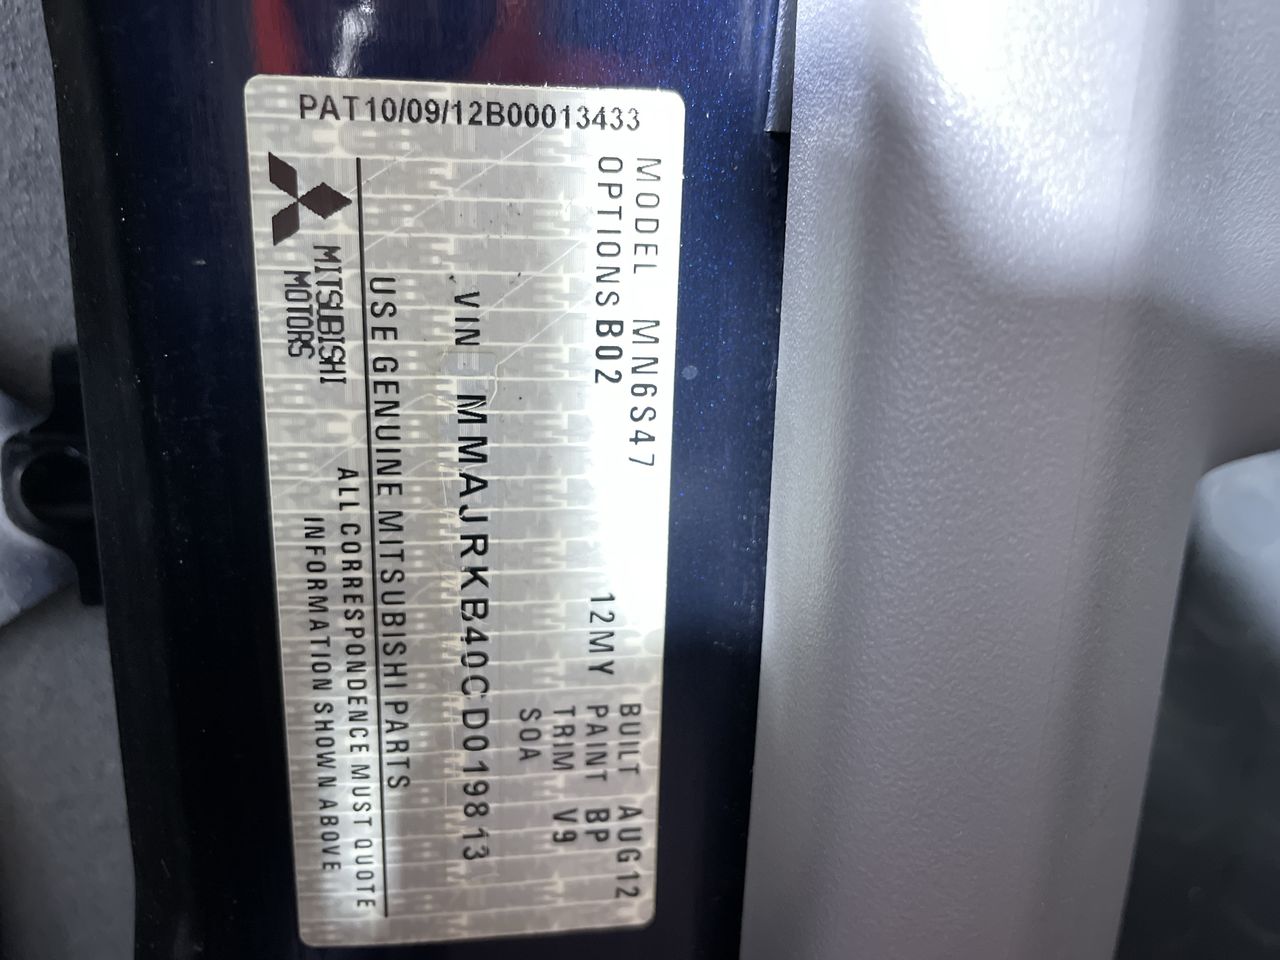 PAT10/09/12B00013433
MODEL MN6S47
OPTIONS B02 12MY
BUILT AUG12
PAINT BP
TRIM V9
SOA
VIN MMAJRKB40CD019813
USE GENUINE MITSUBISHI PARTS
MITSUBISHI
MOTORS
ALL CORRESPONDENCE MUST QUOTE
INFORMATION SHOWN ABOVE